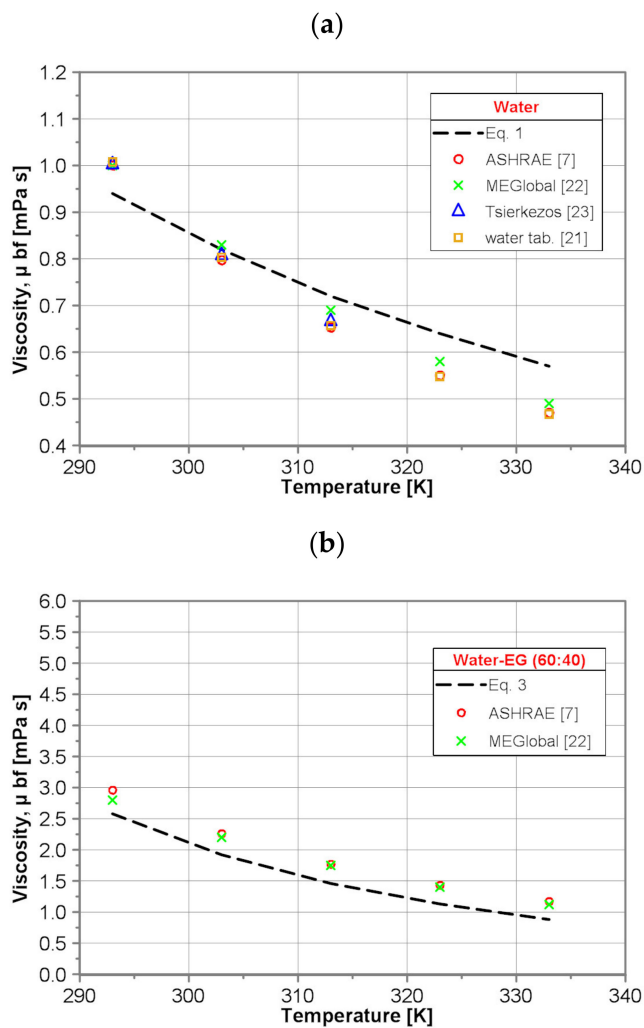 (a)
1.2
1.1
1.0
0.9
0.8
0.7
0.6
0.5
0.4
Viscosity, µ bf [mPa s]
Water
Eq. 1
ASHRAE [7]
MEGlobal [22]
Tsierkezos [23]
water tab. [21]
290 300 310 320 330 340
Temperature [K]
(b)
6.0
5.5
5.0
4.5
4.0
3.5
3.0
2.5
2.0
1.5
1.0
0.5
0.0
Viscosity, µ bf [mPa s]
Water-EG (60:40)
Eq. 3
ASHRAE [7]
MEGlobal [22]
290 300 310 320 330 340
Temperature [K]